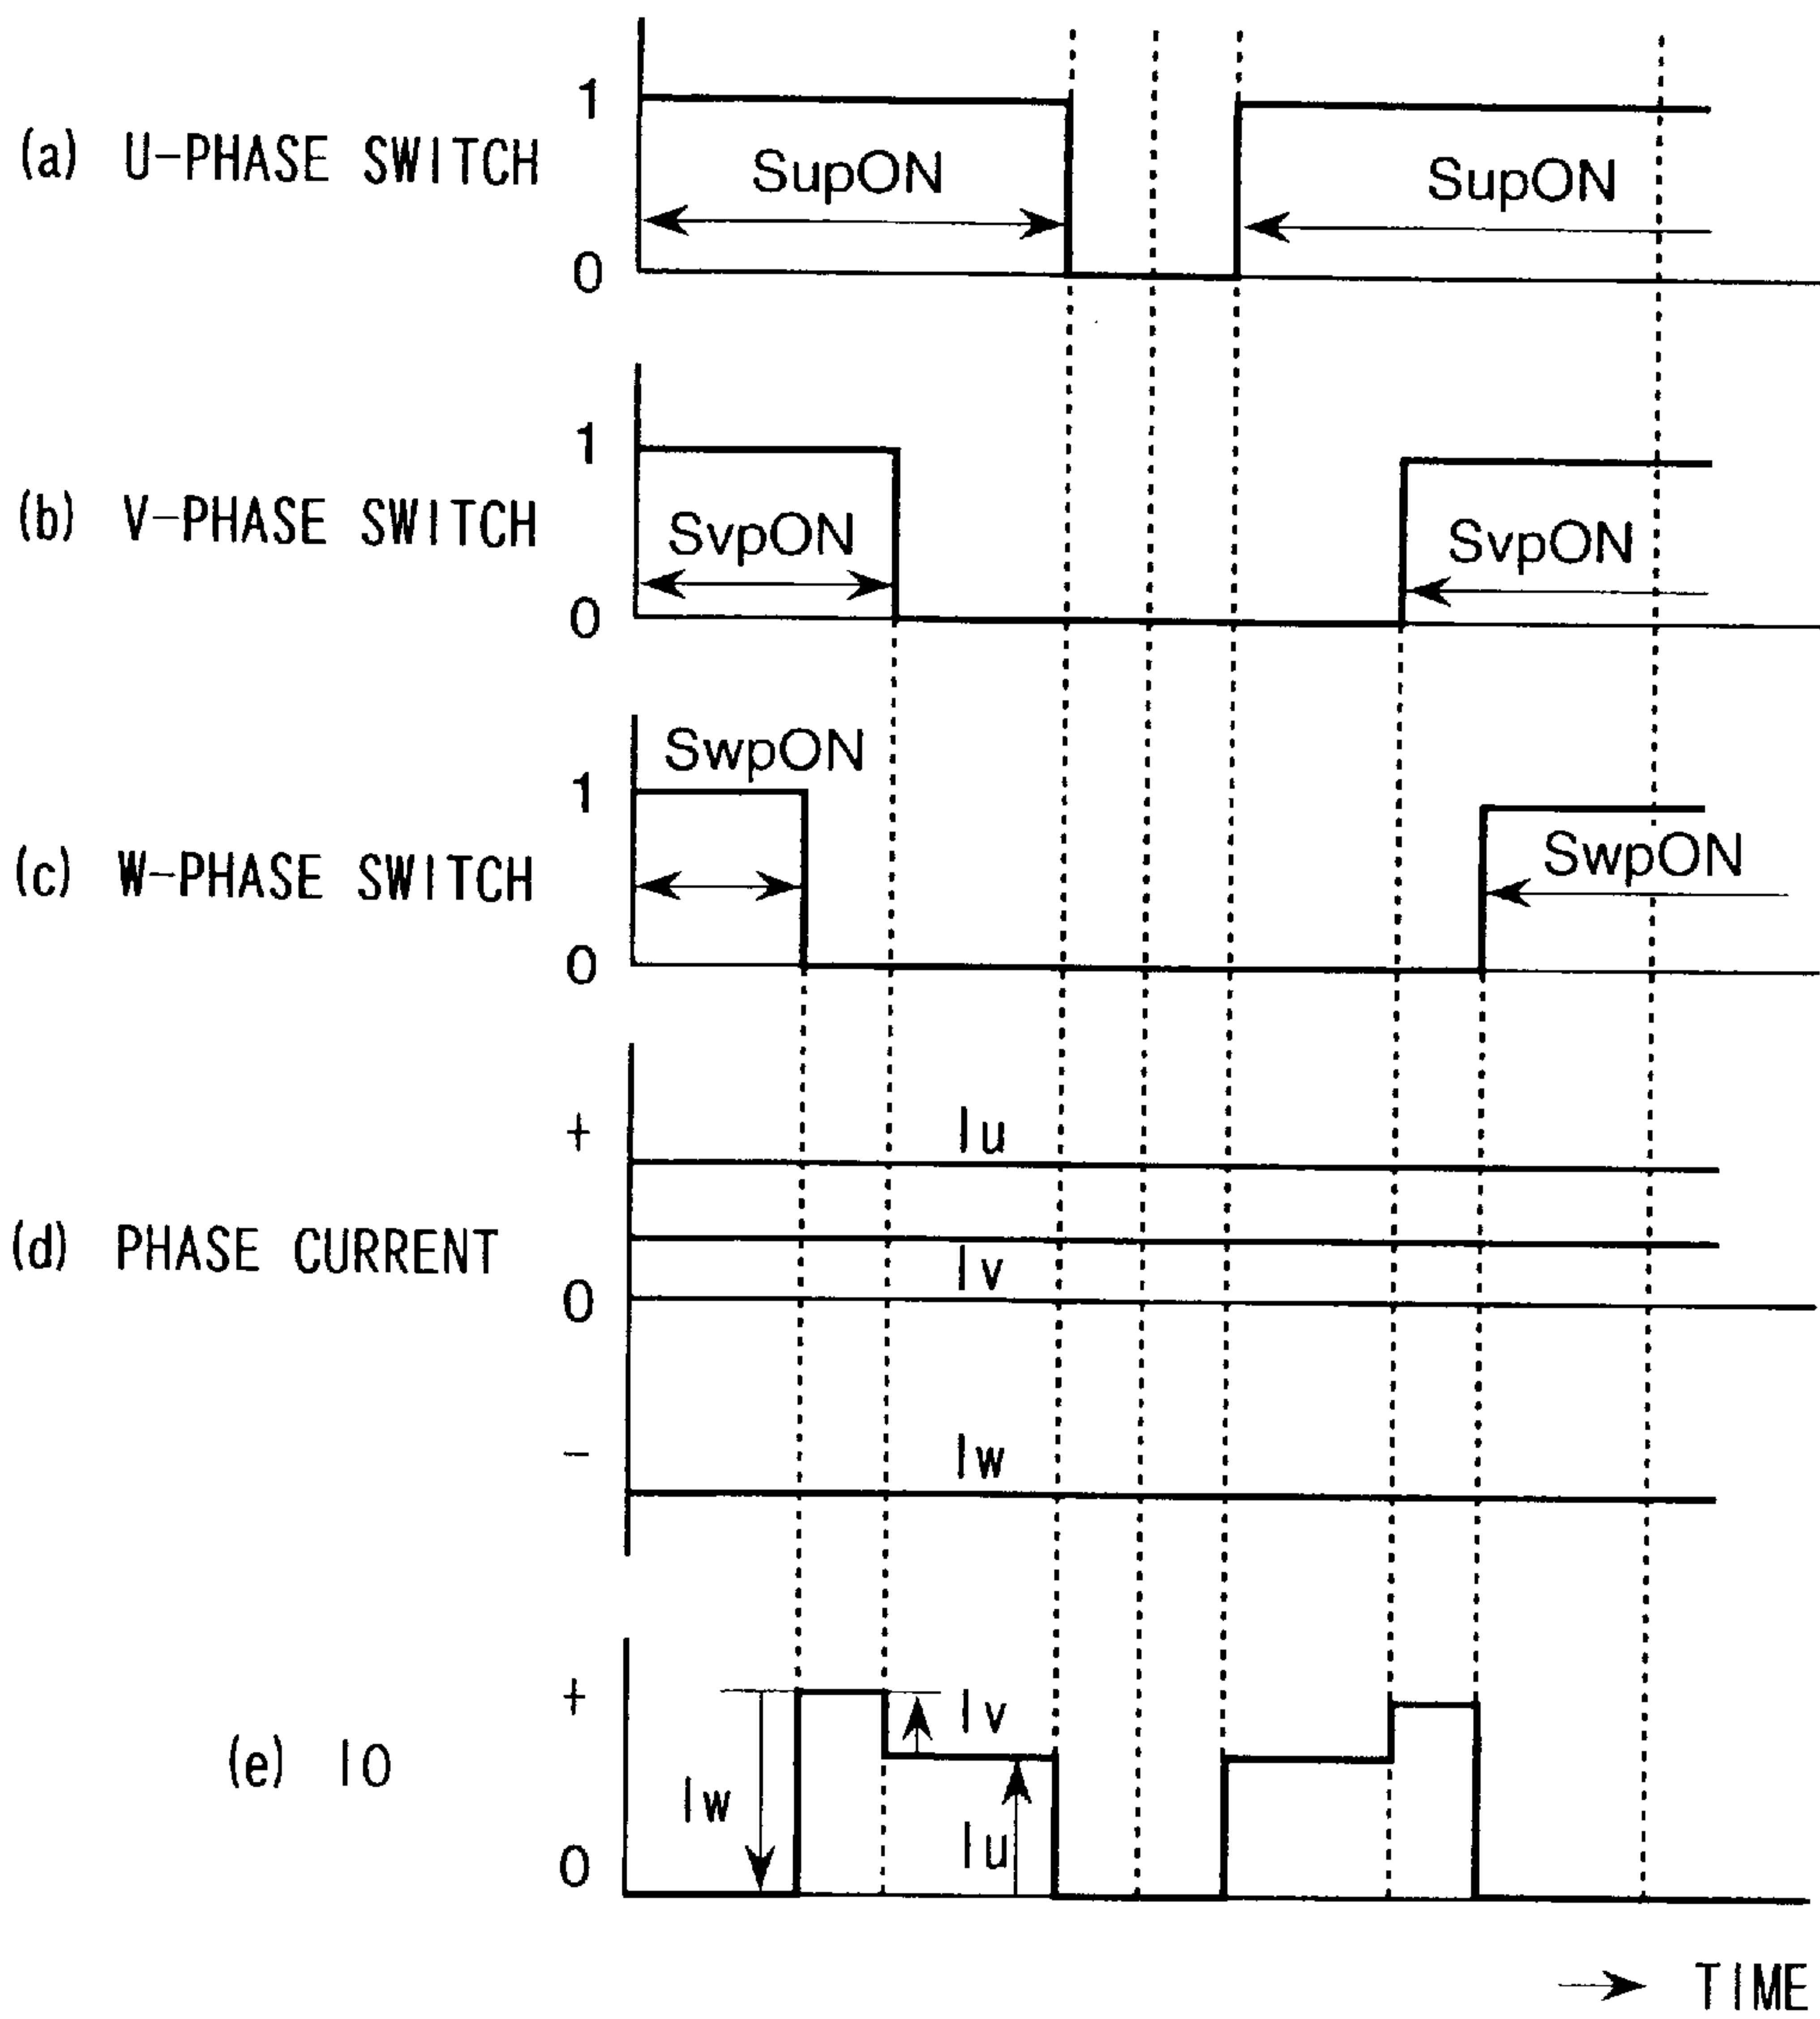 1
(a) U-PHASE SWITCH
SupON
SupON
0
1
(b) V-PHASE SWITCH
SvpON
SvpON
0
SwpON
1
(c) W-PHASE SWITCH
SwpON
0
+
Iu
(d) PHASE CURRENT
Iv
0
-
Iw
+
Iv
(e) I0
Iw
Iu
0
TIME